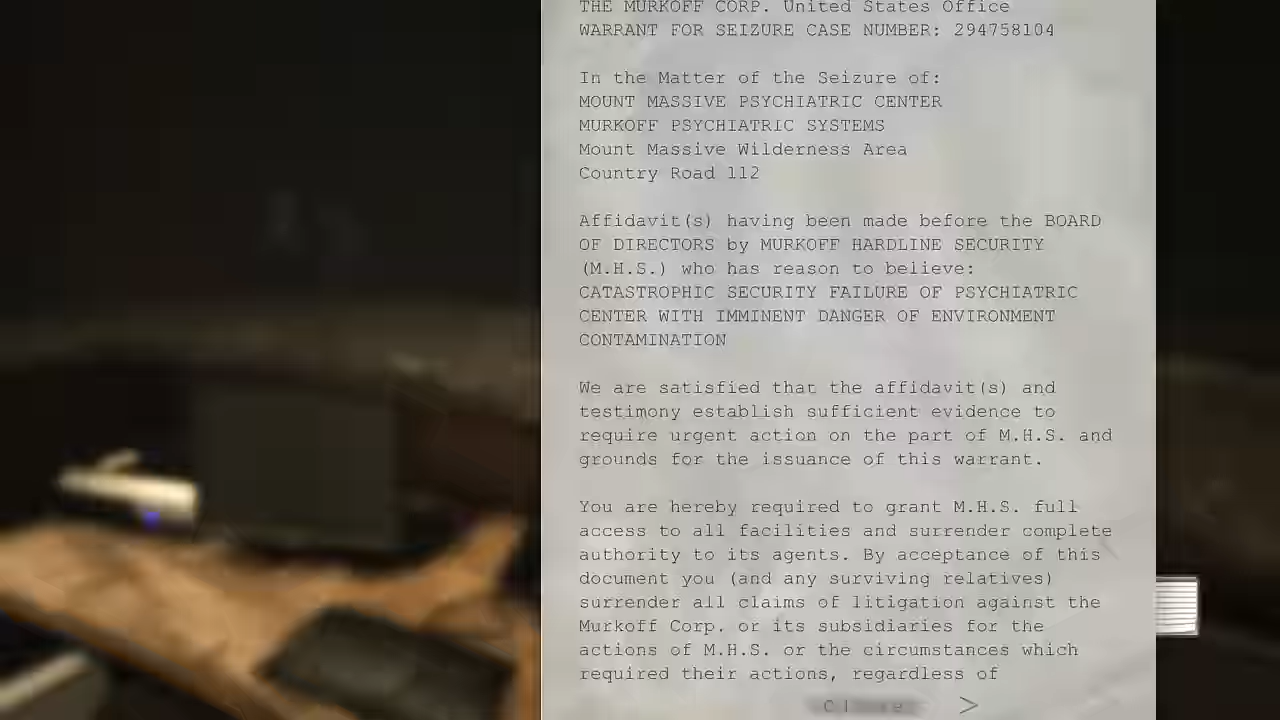 THE MURKOFF CORP. United States Office
WARRANT FOR SEIZURE CASE NUMBER: 294758104
In the Matter of the Seizure of:
MOUNT MASSIVE PSYCHIATRIC CENTER
MURKOFF PSYCHIATRIC SYSTEMS
Mount Massive Wilderness Area
Country Road 112
Affidavit(s) having been made before the BOARD
OF DIRECTORS by MURKOFF HARDLINE SECURITY
(M.H.S.) who has reason to believe:
CATASTROPHIC SECURITY FAILURE OF PSYCHIATRIC
CENTER WITH IMMINENT DANGER OF ENVIRONMENT
CONTAMINATION
We are satisfied that the affidavit(s) and
testimony establish sufficient evidence to
require urgent action on the part of M.H.S. and
grounds for the issuance of this warrant.
You are hereby required to grant M.H.S. full
access to all facilities and surrender complete
authority to its agents. By acceptance of this
document you (and any surviving relatives)
surrender all claims of litigation against the
Murkoff Corp. or its subsidiaries for the
actions of M.H.S. or the circumstances which
required their actions, regardless of
>